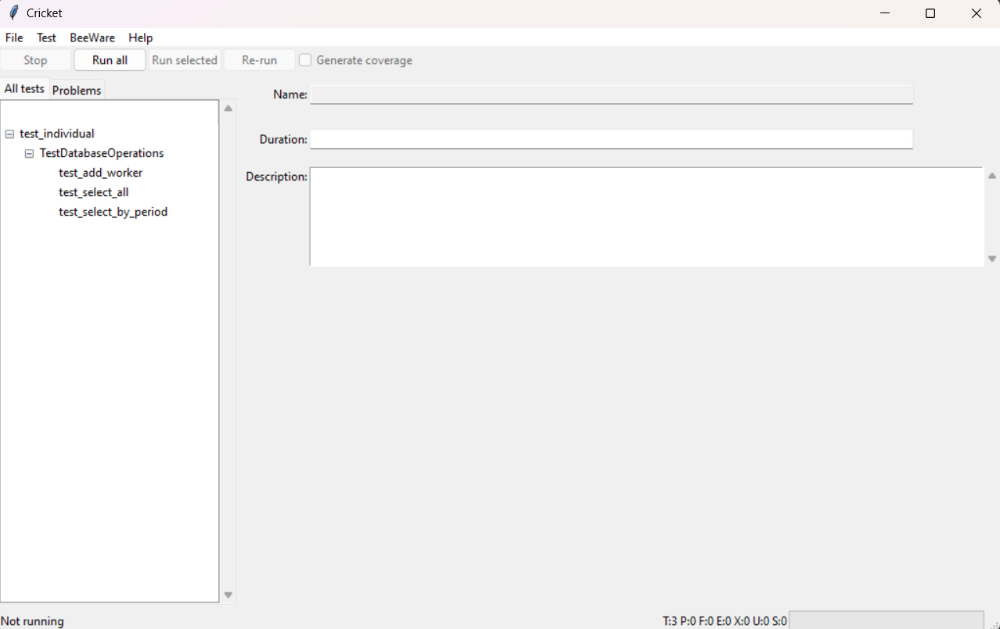 Cricket
File Test BeeWare Help
Stop Run all Run selected Re-run Generate coverage
All tests Problems
Name:
test_individual
Duration:
TestDatabaseOperations
test_add_worker
Description:
test_select_all
test_select_by_period
Not running T:3 P:0 F:0 E:0 X:0 U:0 S:0